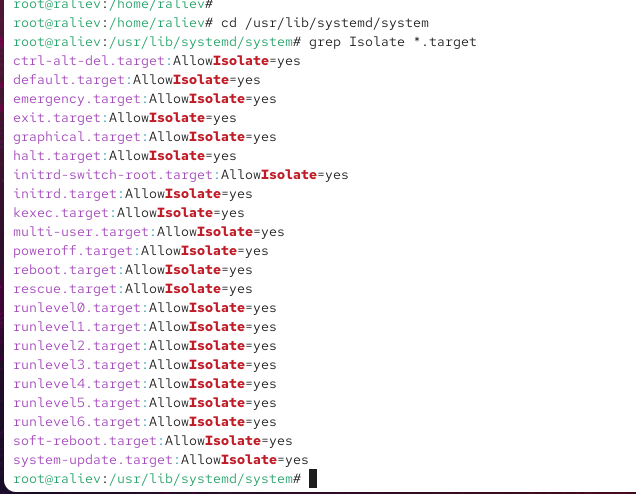 root@raliev:/home/raliev#
root@raliev:/home/raliev# cd /usr/lib/systemd/system
root@raliev:/usr/lib/systemd/system# grep Isolate *.target
ctrl-alt-del.target:AllowIsolate=yes
default.target:AllowIsolate=yes
emergency.target:AllowIsolate=yes
exit.target:AllowIsolate=yes
graphical.target:AllowIsolate=yes
halt.target:AllowIsolate=yes
initrd-switch-root.target:AllowIsolate=yes
initrd.target:AllowIsolate=yes
kexec.target:AllowIsolate=yes
multi-user.target:AllowIsolate=yes
poweroff.target:AllowIsolate=yes
reboot.target:AllowIsolate=yes
rescue.target:AllowIsolate=yes
runlevel0.target:AllowIsolate=yes
runlevel1.target:AllowIsolate=yes
runlevel2.target:AllowIsolate=yes
runlevel3.target:AllowIsolate=yes
runlevel4.target:AllowIsolate=yes
runlevel5.target:AllowIsolate=yes
runlevel6.target:AllowIsolate=yes
soft-reboot.target:AllowIsolate=yes
system-update.target:AllowIsolate=yes
root@raliev:/usr/lib/systemd/system#